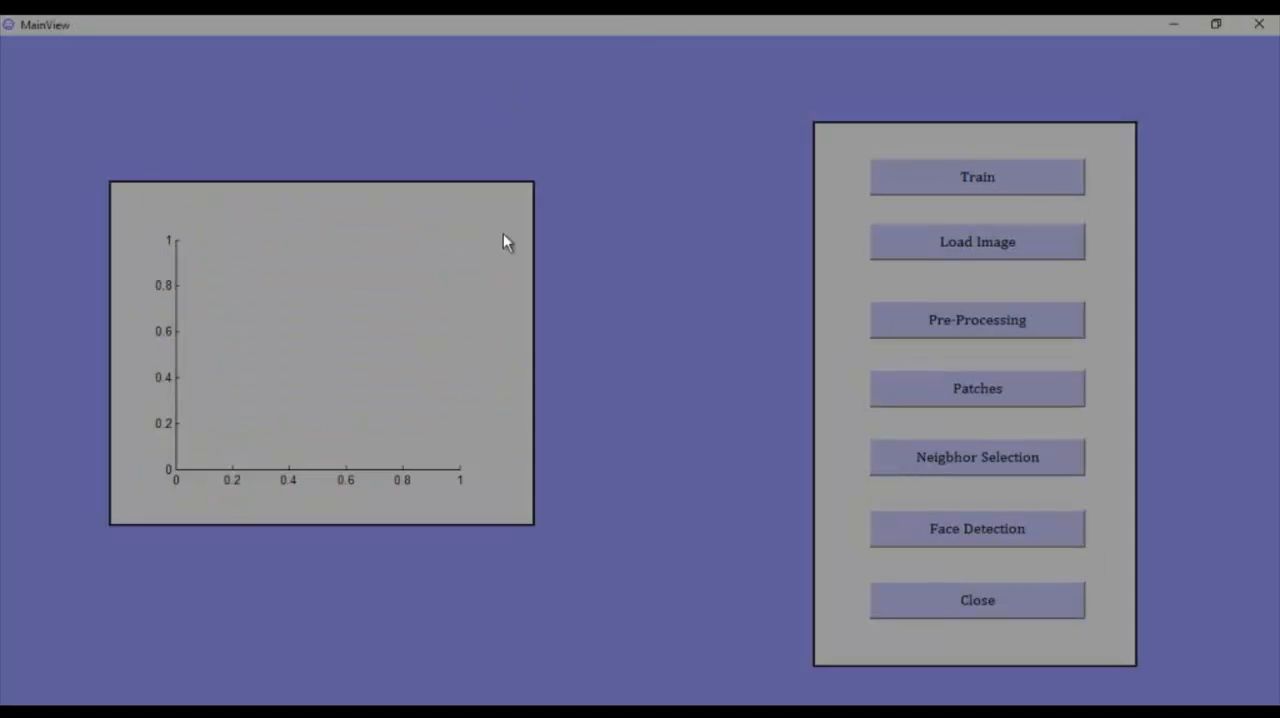 MainView
1
0.8
0.6
0.4
0.2
0
0 0.2 0.4 0.6 0.8 1
Train
Load Image
Pre-Processing
Patches
Neigbhor Selection
Face Detection
Close